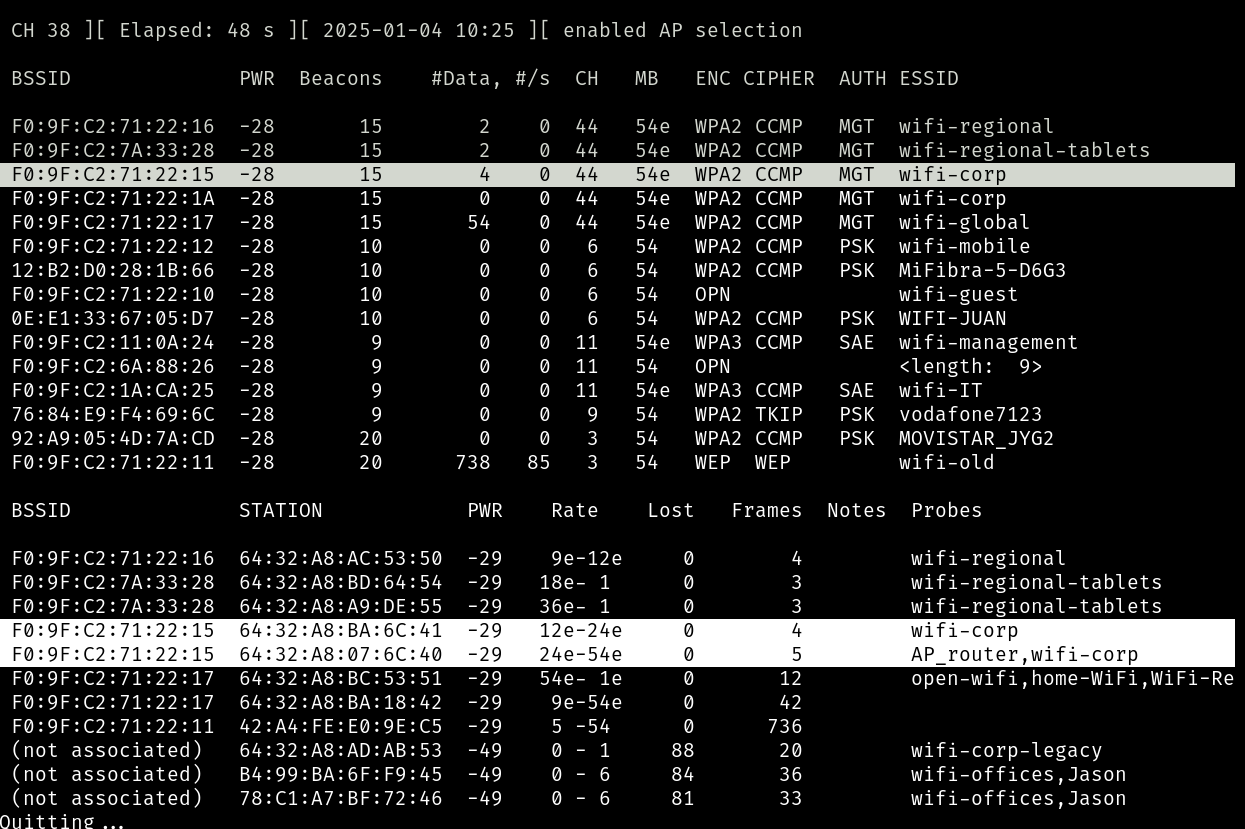 CH 38 ][ Elapsed: 48 s ][ 2025-01-04 10:25 ][ enabled AP selection
BSSID PWR Beacons #Data, #/s CH MB ENC CIPHER AUTH ESSID
F0:9F:C2:71:22:16 -28 15 2 0 44 54e WPA2 CCMP MGT wifi-regional
F0:9F:C2:7A:33:28 -28 15 2 0 44 54e WPA2 CCMP MGT wifi-regional-tablets
F0:9F:C2:71:22:15 -28 15 4 0 44 54e WPA2 CCMP MGT wifi-corp
F0:9F:C2:71:22:1A -28 15 0 0 44 54e WPA2 CCMP MGT wifi-corp
F0:9F:C2:71:22:17 -28 15 54 0 44 54e WPA2 CCMP MGT wifi-global
F0:9F:C2:71:22:12 -28 10 0 0 6 54 WPA2 CCMP PSK wifi-mobile
12:B2:D0:28:1B:66 -28 10 0 0 6 54 WPA2 CCMP PSK MiFibra-5-D6G3
F0:9F:C2:71:22:10 -28 10 0 0 6 54 OPN wifi-guest
0E:E1:33:67:05:D7 -28 10 0 0 6 54 WPA2 CCMP PSK WIFI-JUAN
F0:9F:C2:11:0A:24 -28 9 0 0 11 54e WPA3 CCMP SAE wifi-management
F0:9F:C2:6A:88:26 -28 9 0 0 11 54 OPN <length: 9>
F0:9F:C2:1A:CA:25 -28 9 0 0 11 54e WPA3 CCMP SAE wifi-IT
76:84:E9:F4:69:6C -28 9 0 0 9 54 WPA2 TKIP PSK vodafone7123
92:A9:05:4D:7A:CD -28 20 0 0 3 54 WPA2 CCMP PSK MOVISTAR_JYG2
F0:9F:C2:71:22:11 -28 20 738 85 3 54 WEP WEP wifi-old
BSSID STATION PWR Rate Lost Frames Notes Probes
F0:9F:C2:71:22:16 64:32:A8:AC:53:50 -29 9e-12e 0 4 wifi-regional
F0:9F:C2:7A:33:28 64:32:A8:BD:64:54 -29 18e- 1 0 3 wifi-regional-tablets
F0:9F:C2:7A:33:28 64:32:A8:A9:DE:55 -29 36e- 1 0 3 wifi-regional-tablets
F0:9F:C2:71:22:15 64:32:A8:BA:6C:41 -29 12e-24e 0 4 wifi-corp
F0:9F:C2:71:22:15 64:32:A8:07:6C:40 -29 24e-54e 0 5 AP_router,wifi-corp
F0:9F:C2:71:22:17 64:32:A8:BC:53:51 -29 54e- 1e 0 12 open-wifi,home-WiFi,WiFi-Re
F0:9F:C2:71:22:17 64:32:A8:BA:18:42 -29 9e-54e 0 42
F0:9F:C2:71:22:11 42:A4:FE:E0:9E:C5 -29 5 -54 0 736
(not associated) 64:32:A8:AD:AB:53 -49 0 - 1 88 20 wifi-corp-legacy
(not associated) B4:99:BA:6F:F9:45 -49 0 - 6 84 36 wifi-offices,Jason
(not associated) 78:C1:A7:BF:72:46 -49 0 - 6 81 33 wifi-offices,Jason
Quitting...